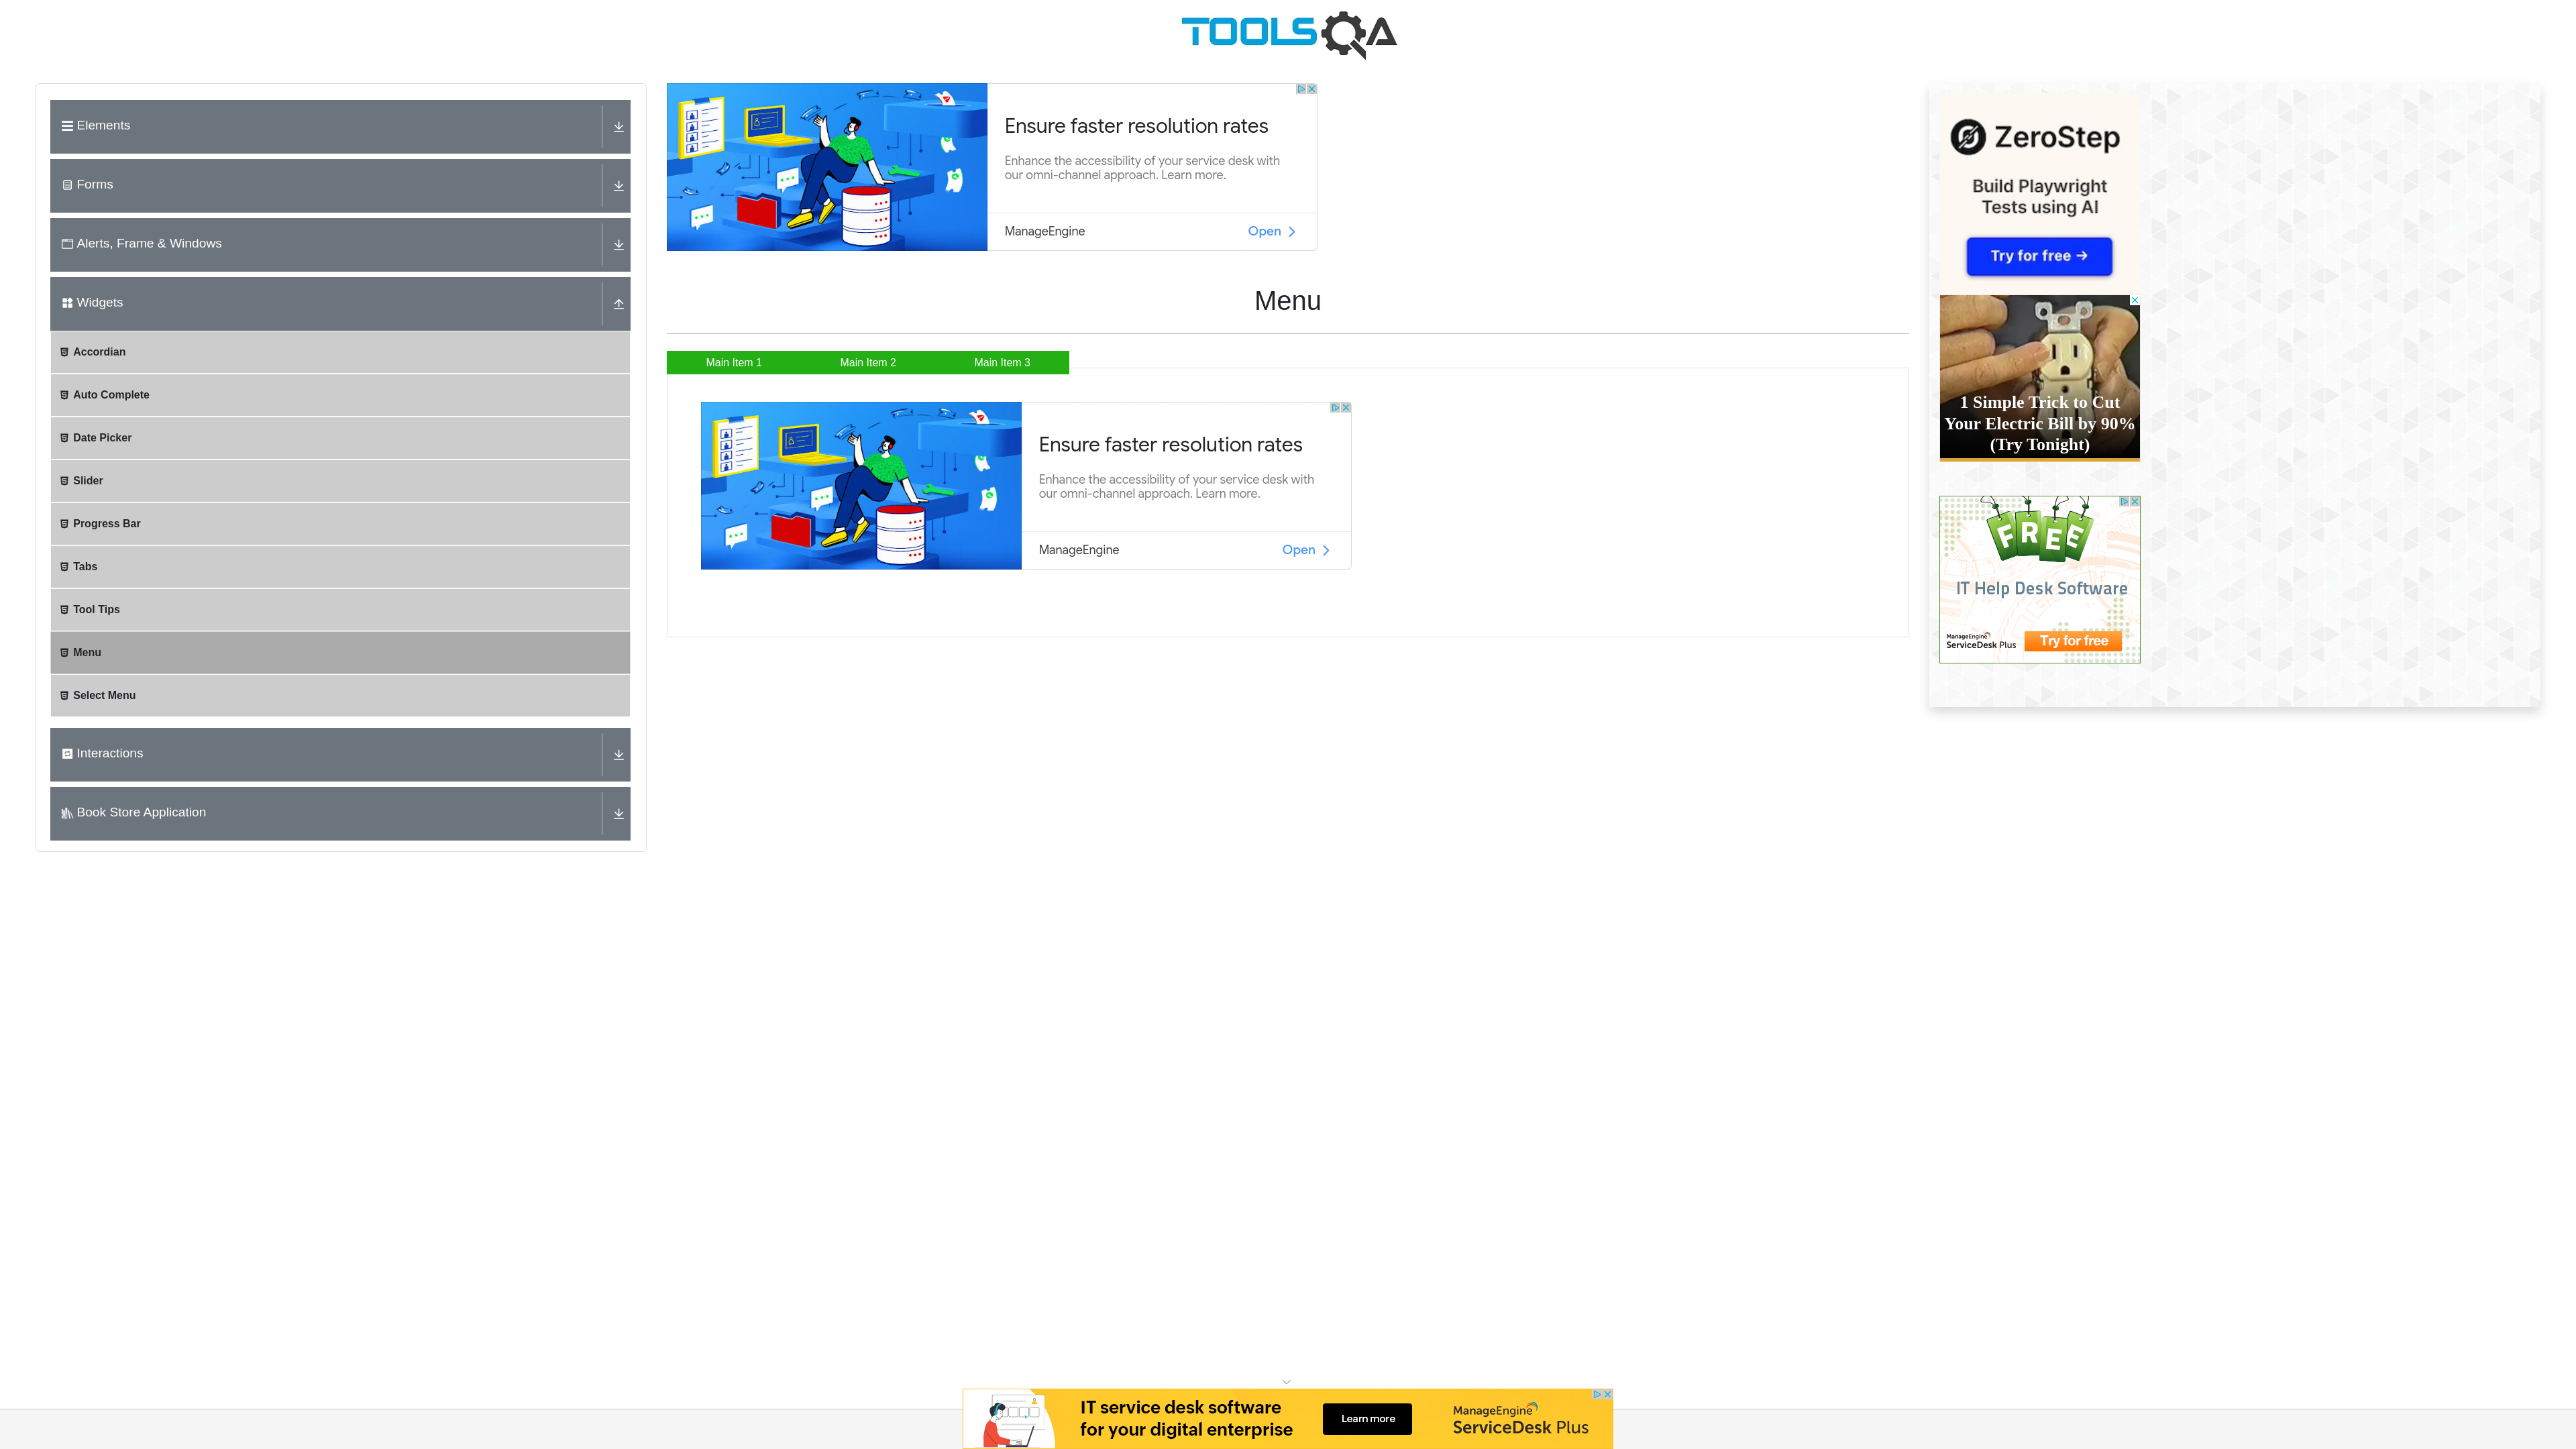 TOOLSQA
Elements
Forms
Alerts, Frame & Windows
Widgets
Accordian
Auto Complete
Date Picker
Slider
Progress Bar
Tabs
Tool Tips
Menu
Select Menu
Interactions
Book Store Application
Ensure faster resolution rates
Enhance the accessibility of your service desk with
our omni-channel approach. Learn more.
ManageEngine
Open
Menu
Main Item 1
Main Item 2
Main Item 3
Ensure faster resolution rates
Enhance the accessibility of your service desk with
our omni-channel approach. Learn more.
ManageEngine
Open
ZeroStep
Build Playwright
Tests using AI
Try for free →
1 Simple Trick to Cut
Your Electric Bill by 90%
(Try Tonight)
FREE
IT Help Desk Software
ManageEngine
ServiceDesk Plus
Try for free
IT service desk software
for your digital enterprise
Learn more
ManageEngine
ServiceDesk Plus